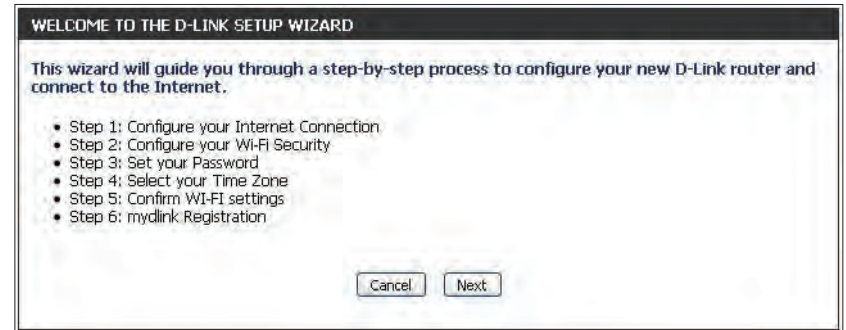 WELCOME TO THE D-LINK SETUP WIZARD
This wizard will guide you through a step-by-step process to configure your new D-Link router and
connect to the Internet.
• Step 1: Configure your Internet Connection
• Step 2: Configure your Wi-Fi Security
• Step 3: Set your Password
• Step 4: Select your Time Zone
• Step 5: Confirm WI-FI settings
• Step 6: mydlink Registration
Cancel Next